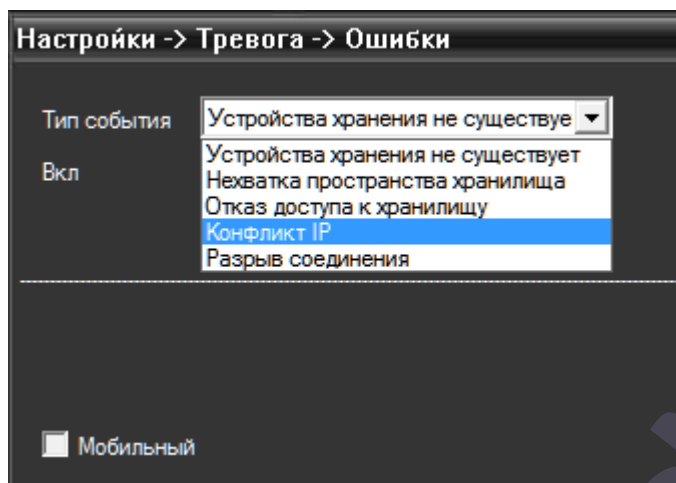 Настройки -> Тревога -> Ошибки
Тип события
Устройства хранения не существуе
Устройства хранения не существует
Вкл
Нехватка пространства хранилища
Отказ доступа к хранилищу
Конфликт IP
Разрыв соединения
Мобильный